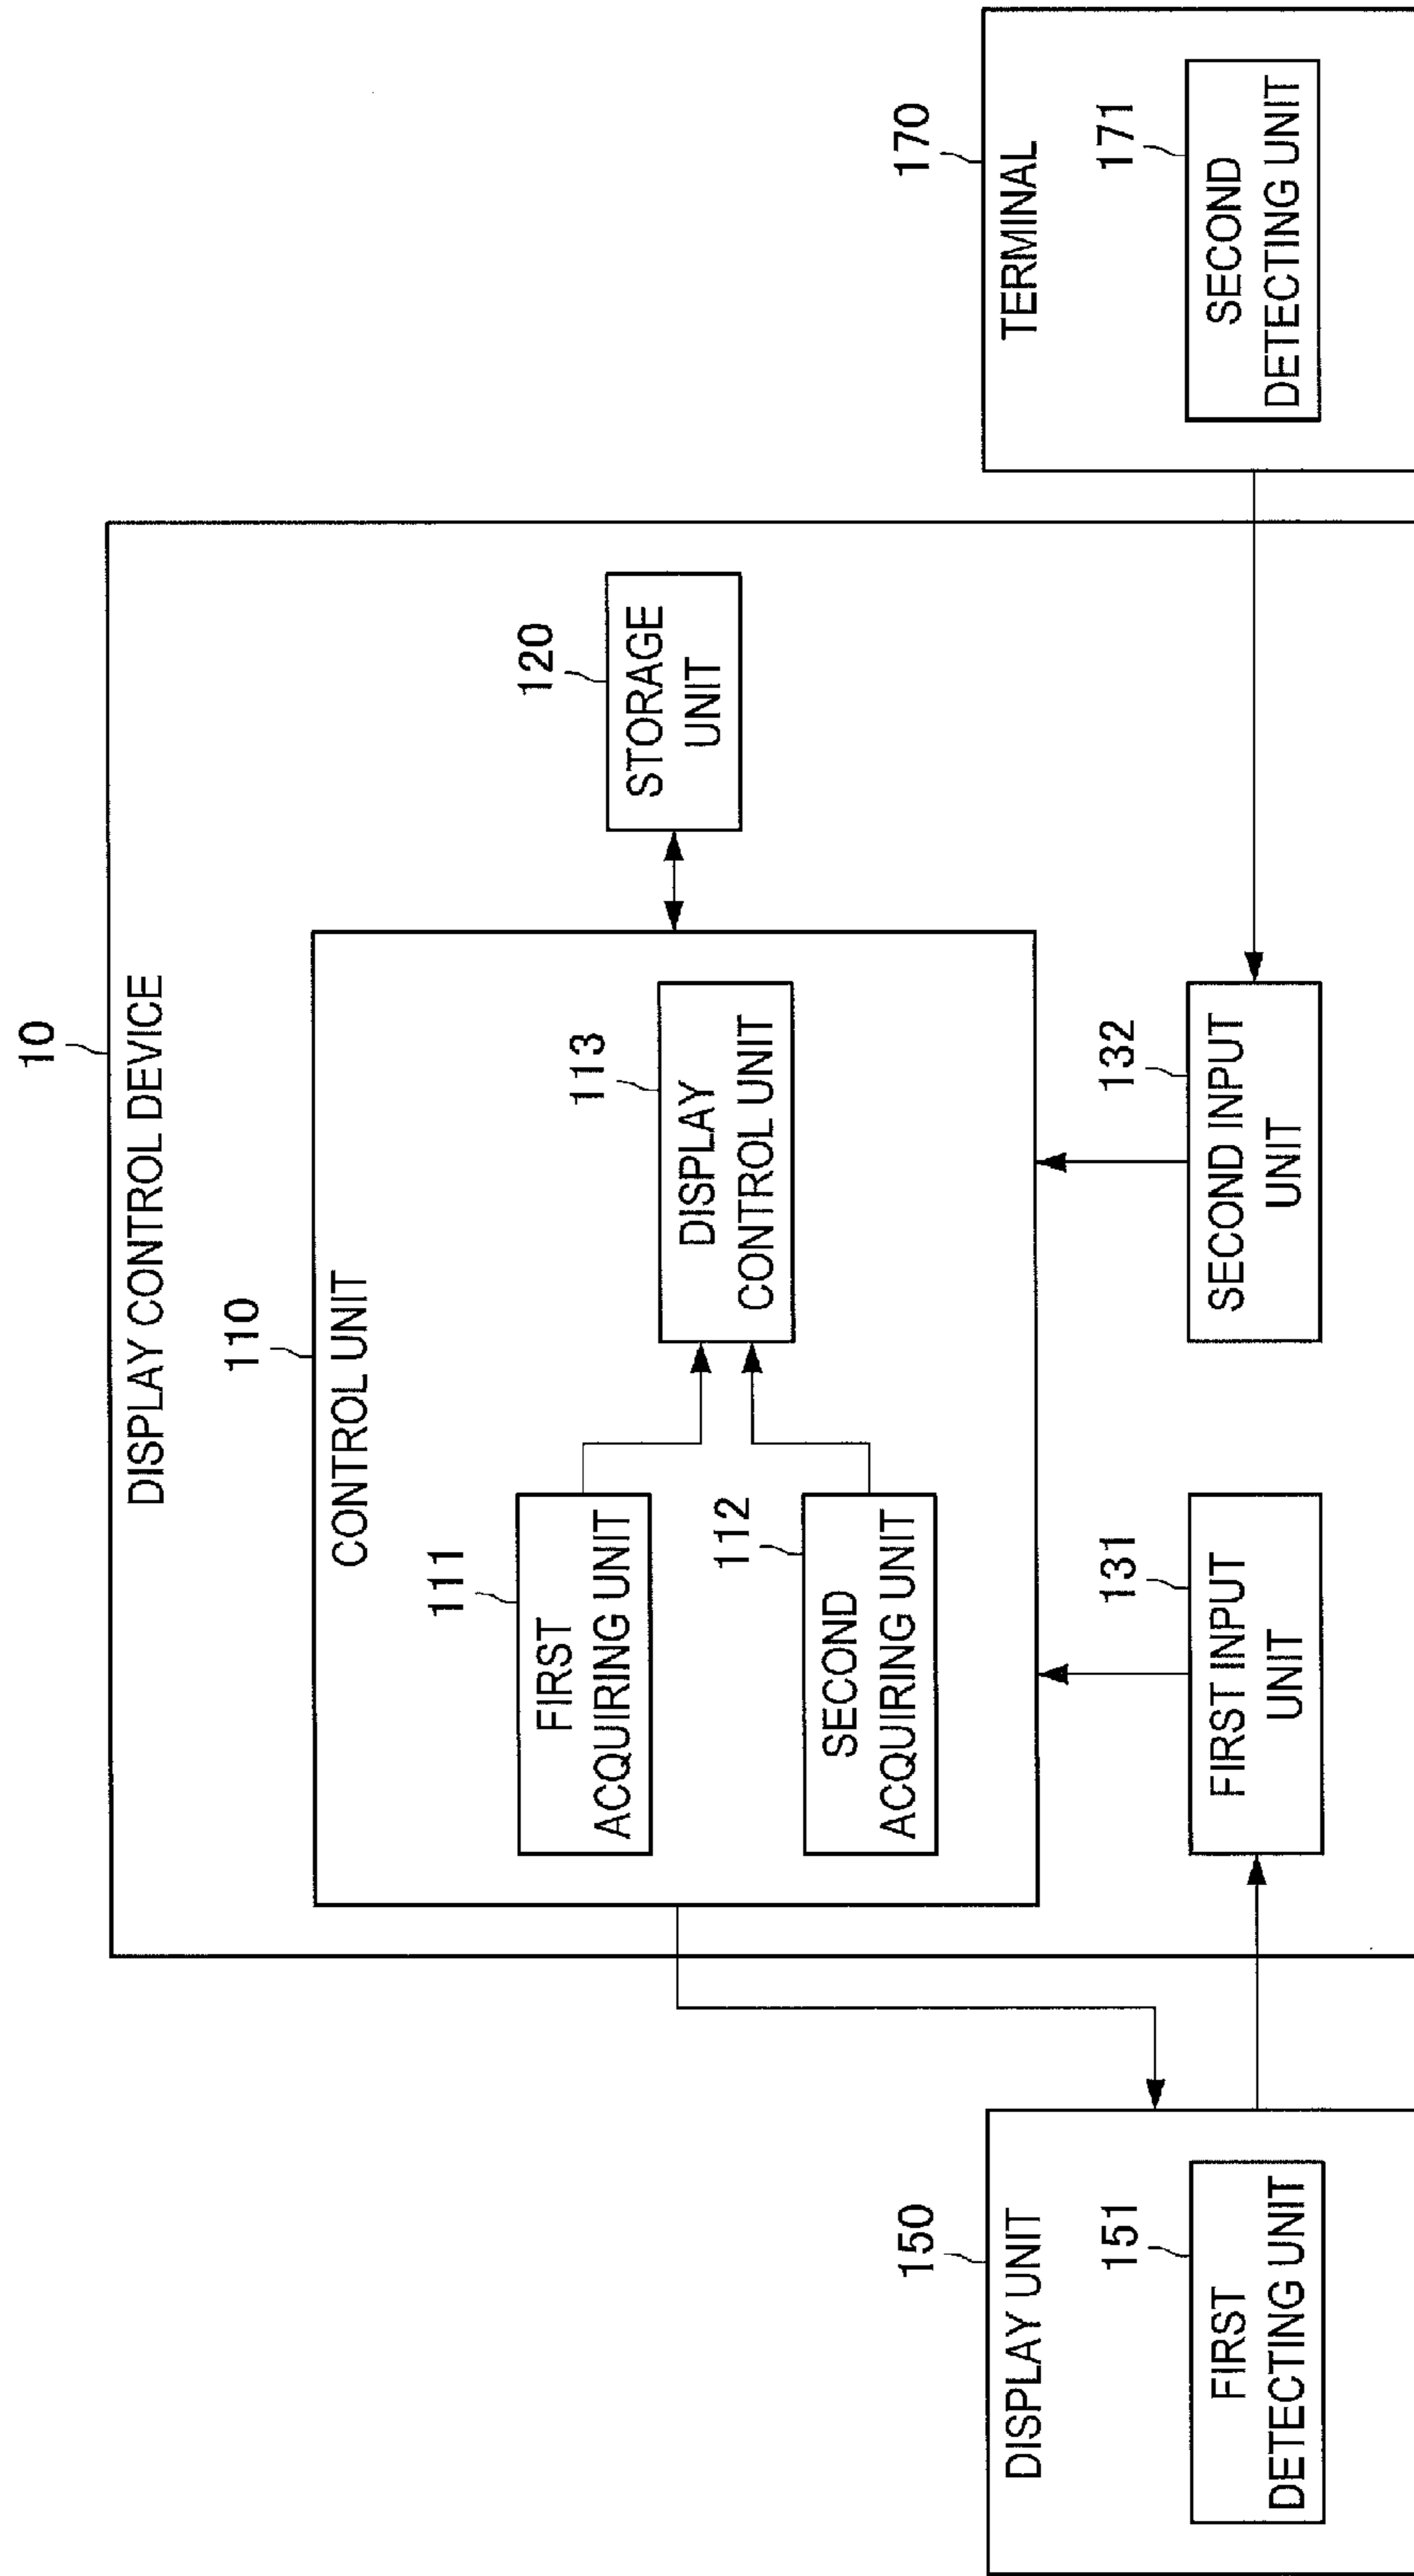 10
DISPLAY CONTROL DEVICE
110
CONTROL UNIT
111
FIRST
ACQUIRING UNIT
112
SECOND
ACQUIRING UNIT
113
DISPLAY
CONTROL UNIT
120
STORAGE
UNIT
131
FIRST INPUT
UNIT
132
SECOND INPUT
UNIT
150
DISPLAY UNIT
151
FIRST
DETECTING UNIT
170
TERMINAL
171
SECOND
DETECTING UNIT